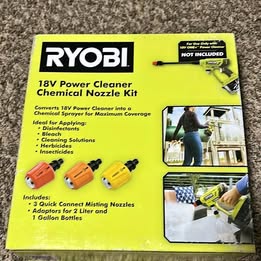 RYOBI
For Use Only with
18V ONE+ Power Cleaner
NOT INCLUDED
18V Power Cleaner
Chemical Nozzle Kit
Converts 18V Power Cleaner into a
Chemical Sprayer for Maximum Coverage
Ideal for Applying:
• Disinfectants
• Bleach
• Cleaning Solutions
• Herbicides
• Insecticides
Includes:
• 3 Quick Connect Misting Nozzles
• Adaptors for 2 Liter and
1 Gallon Bottles